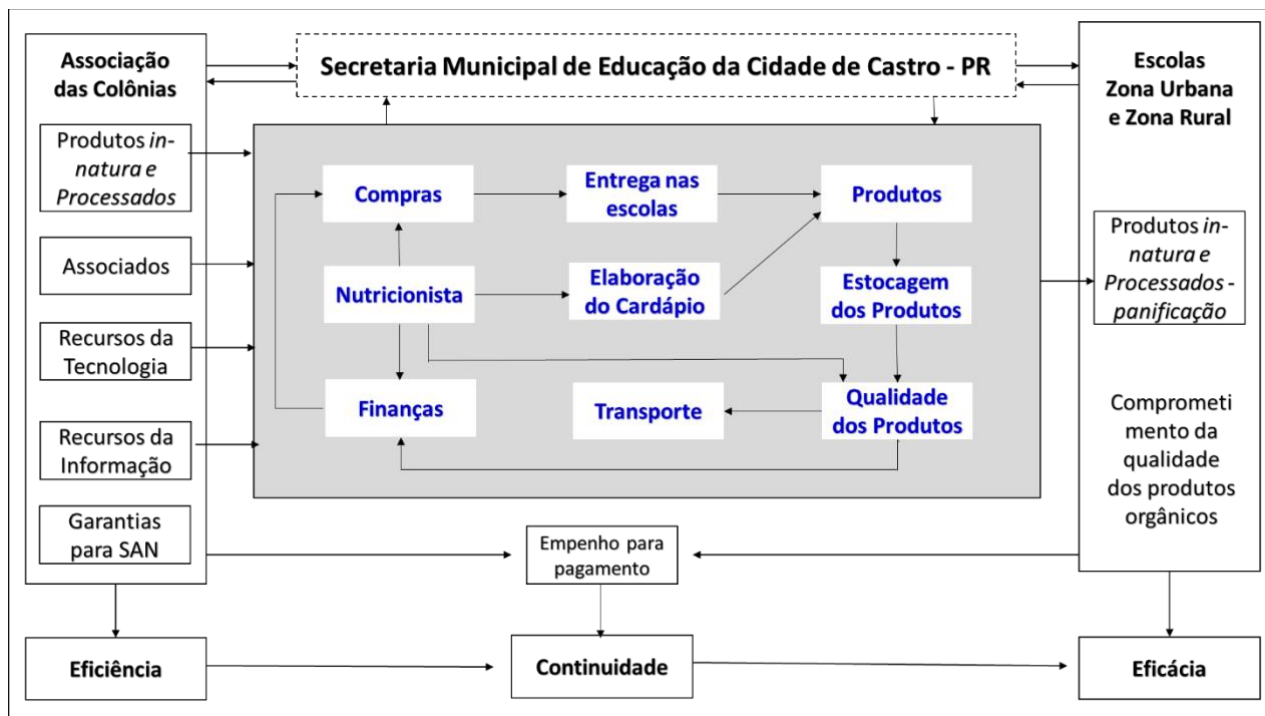 Associação
das Colônias
Produtos in-
natura e
Processados
Associados
Recursos da
Tecnologia
Recursos da
Informação
Garantias
para SAN
Secretaria Municipal de Educação da Cidade de Castro - PR
Compras
Entrega nas
escolas
Produtos
Nutricionista
Elaboração
do Cardápio
Estocagem
dos Produtos
Finanças
Transporte
Qualidade
dos Produtos
Escolas
Zona Urbana
e Zona Rural
Produtos in-
natura e
Processados -
panificação
Comprometi
mento da
qualidade
dos produtos
orgânicos
Empenho para
pagamento
Eficiência
Continuidade
Eficácia